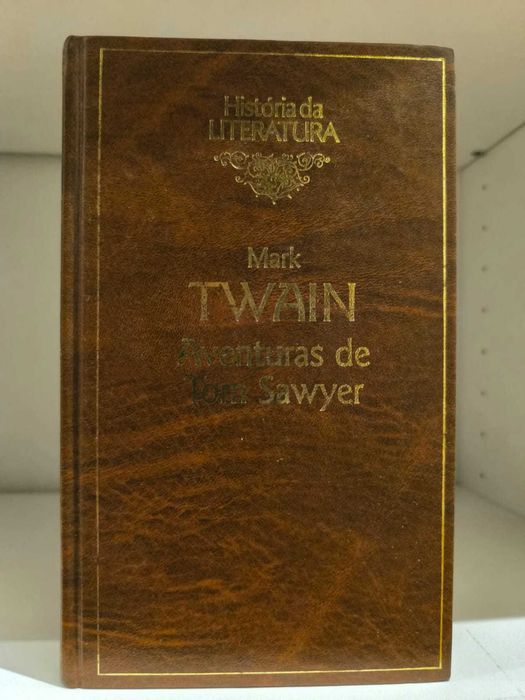 História da
LITERATURA
Mark
TWAIN
Aventuras de
Tom Sawyer